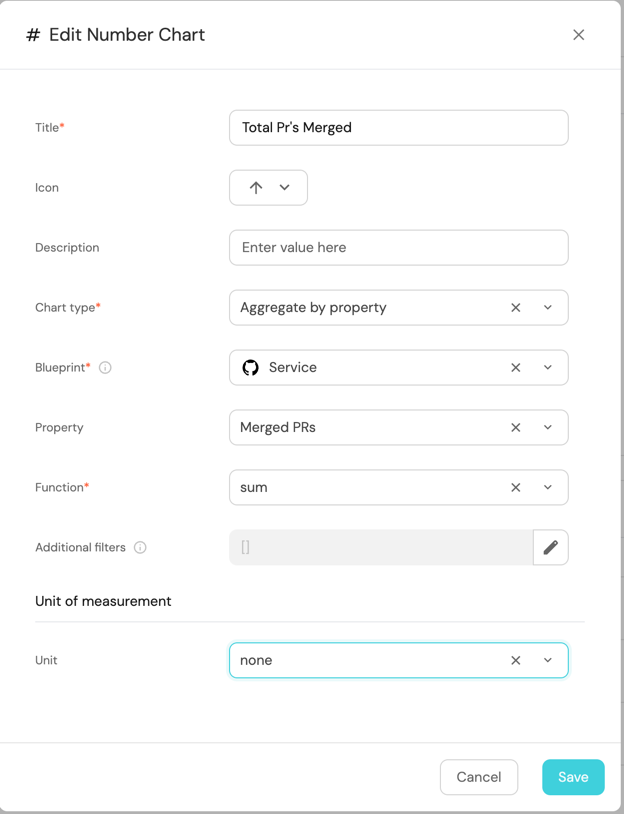 # Edit Number Chart
Title*
Total Pr's Merged
Icon
Description
Enter value here
Chart type*
Aggregate by property
Blueprint*
Service
Property
Merged PRs
Function*
sum
Additional filters
[]
Unit of measurement
Unit
none
Cancel
Save